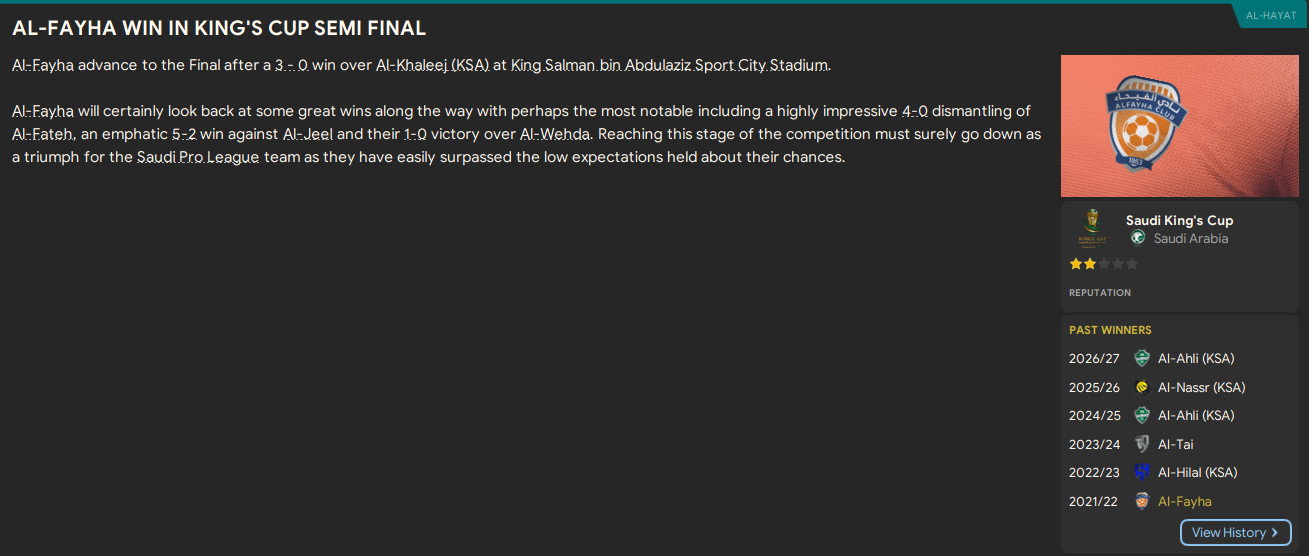 AL-HAYAT
AL-FAYHA WIN IN KING'S CUP SEMI FINAL
Al-Fayha advance to the Final after a 3 - 0 win over Al-Khaleej (KSA) at King Salman bin Abdulaziz Sport City Stadium.
Al-Fayha will certainly look back at some great wins along the way with perhaps the most notable including a highly impressive 4-0 dismantling of
Al-Fateh, an emphatic 5-2 win against Al-Jeel and their 1-0 victory over Al-Wehda. Reaching this stage of the competition must surely go down as
a triumph for the Saudi Pro League team as they have easily surpassed the low expectations held about their chances.
نادي الفيحاء
ALFAYHA CLUB
1953
KING'S CUP
Saudi King's Cup
Saudi Arabia
REPUTATION
PAST WINNERS
2026/27 Al-Ahli (KSA)
2025/26 Al-Nassr (KSA)
2024/25 Al-Ahli (KSA)
2023/24 Al-Tai
2022/23 Al-Hilal (KSA)
2021/22 Al-Fayha
View History >